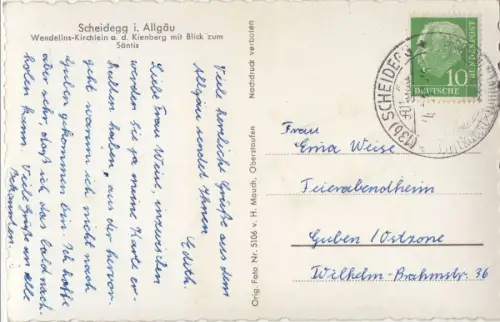 Scheidegg i. Allgäu
Wendelins-Kirchlein a. d. Kienberg mit Blick zum
Säntis
Viele herzliche Grüße aus dem
Allgäu sendet Ihnen
Edith.
Liebe Frau Weise, inzwischen
werden Sie ja meine Karte er-
halten haben, aus der hervor-
geht warum ich nicht nach
Guben gekommen bin. Ich hoffe
aber sehr, daß ich das bald nach-
holen kann. Viele Grüße an alle
Bekannten.
Nachdruck verboten
Orig. Foto Nr. 5106 v. H. Mauch, Oberstaufen
(13b) SCHEIDEGG
10
DEUTSCHE
BUNDESPOST
Frau
Erna Weise
Feierabendheim
Guben /Ostzone
Wilhelm-Brahmstr. 36